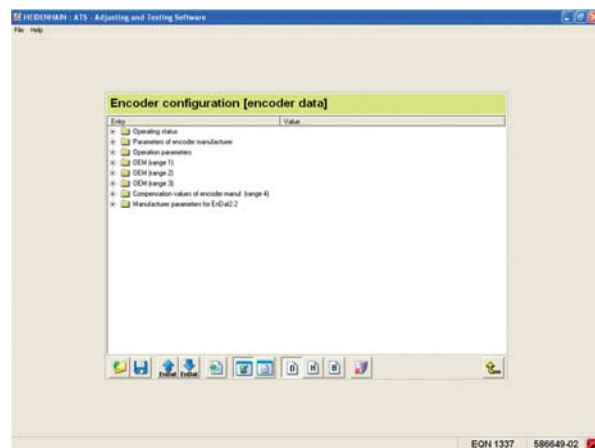 HEIDENHAIN : ATS - Adjusting and Testing Software
File Help
Encoder configuration [encoder data]
Entry Value
Operating status
Parameters of encoder manufacturer
Operation parameters
OEM (range 1)
OEM (range 2)
OEM (range 3)
Compensation values of encoder manuf. (range 4)
Manufacturer parameters for EnDat2.2
EnDat EnDat D H B
EQN 1337 586649-02